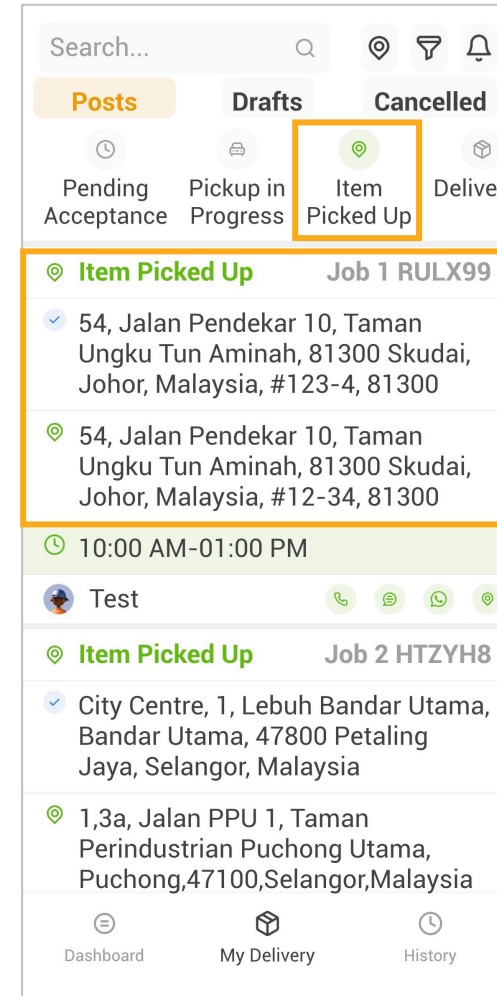 Search...
Posts Drafts Cancelled
Pending Acceptance
Pickup in Progress
Item Picked Up
Delive
Item Picked Up Job 1 RULX99
54, Jalan Pendekar 10, Taman
Ungku Tun Aminah, 81300 Skudai,
Johor, Malaysia, #123-4, 81300
54, Jalan Pendekar 10, Taman
Ungku Tun Aminah, 81300 Skudai,
Johor, Malaysia, #12-34, 81300
10:00 AM-01:00 PM
Test
Item Picked Up Job 2 HTZYH8
City Centre, 1, Lebuh Bandar Utama,
Bandar Utama, 47800 Petaling
Jaya, Selangor, Malaysia
1,3a, Jalan PPU 1, Taman
Perindustrian Puchong Utama,
Puchong,47100,Selangor,Malaysia
Dashboard My Delivery History